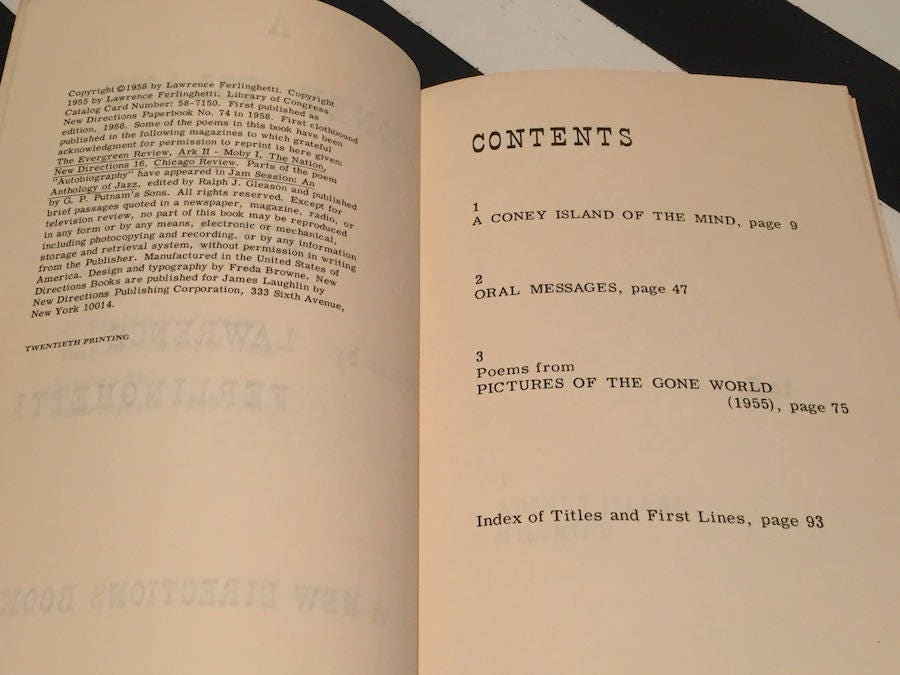 Copyright ©1958 by Lawrence Ferlinghetti. Copyright
1955 by Lawrence Ferlinghetti. Library of Congress
Catalog Card Number: 58-7150. First published as
New Directions Paperbook No. 74 in 1958. First clothbound
edition, 1968. Some of the poems in this book have been
published in the following magazines to which grateful
acknowledgment for permission to reprint is here given:
The Evergreen Review, Ark II - Moby I, The Nation,
New Directions 16, Chicago Review. Parts of the poem
"Autobiography" have appeared in Jam Session: An
Anthology of Jazz, edited by Ralph J. Gleason and published
by G. P. Putnam's Sons. All rights reserved. Except for
brief passages quoted in a newspaper, magazine, radio, or
television review, no part of this book may be reproduced
in any form or by any means, electronic or mechanical,
including photocopying and recording, or by any information
storage and retrieval system, without permission in writing
from the Publisher. Manufactured in the United States of
America. Design and typography by Freda Browne. New
Directions Books are published for James Laughlin by
New Directions Publishing Corporation, 333 Sixth Avenue,
New York 10014.
TWENTIETH PRINTING
by LAWRENCE
FERLINGHETTI
A NEW DIRECTIONS BOOK
CONTENTS
1
A CONEY ISLAND OF THE MIND, page 9
2
ORAL MESSAGES, page 47
3
Poems from
PICTURES OF THE GONE WORLD
(1955), page 75
Index of Titles and First Lines, page 93